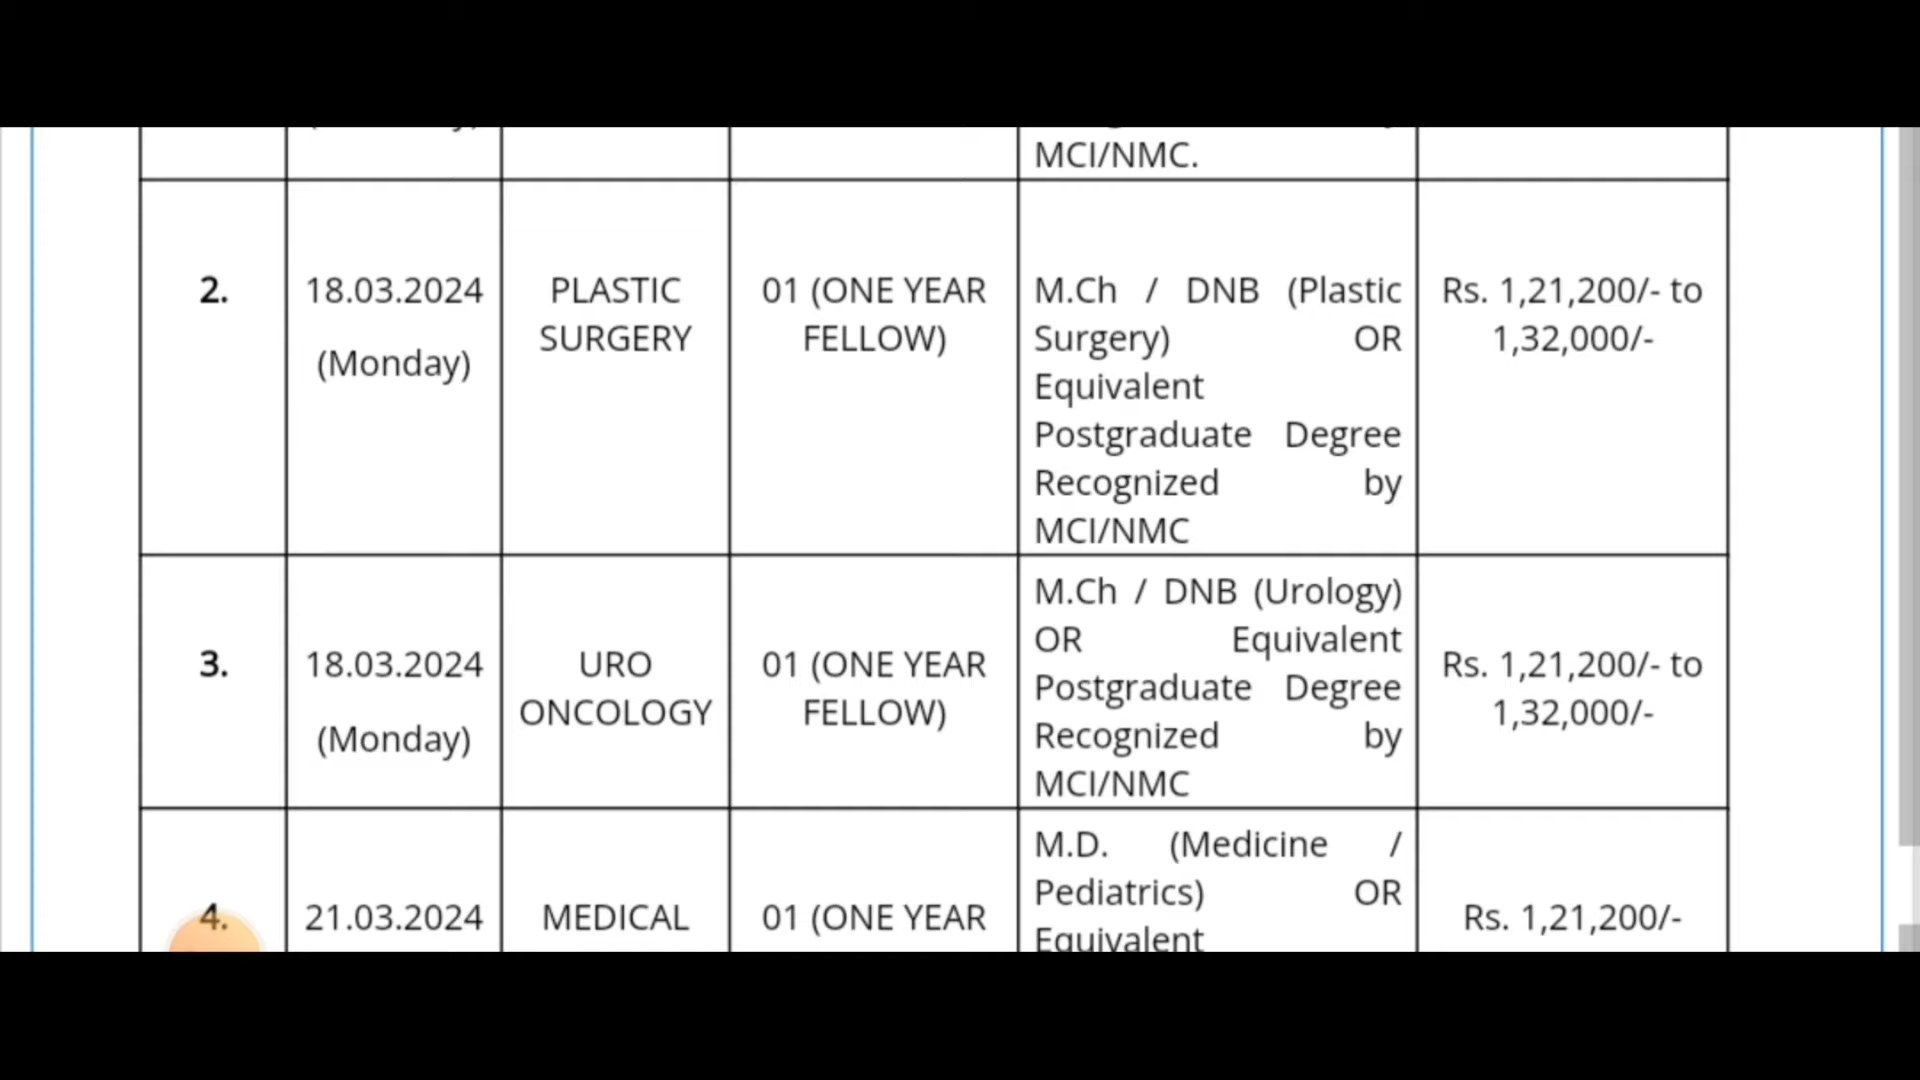 MCI/NMC.
2.
18.03.2024
(Monday)
PLASTIC
SURGERY
01 (ONE YEAR
FELLOW)
M.Ch / DNB (Plastic
Surgery) OR
Equivalent
Postgraduate Degree
Recognized by
MCI/NMC
Rs. 1,21,200/- to
1,32,000/-
3.
18.03.2024
(Monday)
URO
ONCOLOGY
01 (ONE YEAR
FELLOW)
M.Ch / DNB (Urology)
OR Equivalent
Postgraduate Degree
Recognized by
MCI/NMC
Rs. 1,21,200/- to
1,32,000/-
4.
21.03.2024
MEDICAL
01 (ONE YEAR
M.D. (Medicine /
Pediatrics) OR
Equivalent
Rs. 1,21,200/-